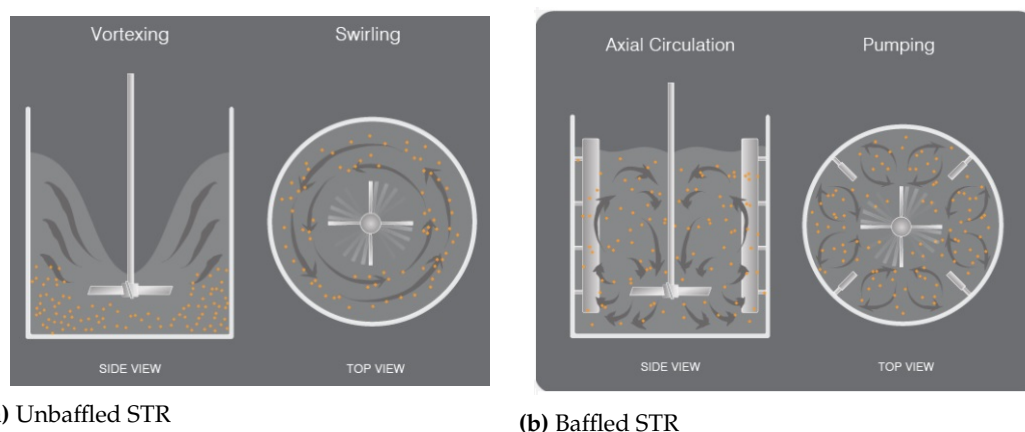 Vortexing
Swirling
SIDE VIEW
TOP VIEW
) Unbaffled STR
Axial Circulation
Pumping
SIDE VIEW
TOP VIEW
(b) Baffled STR